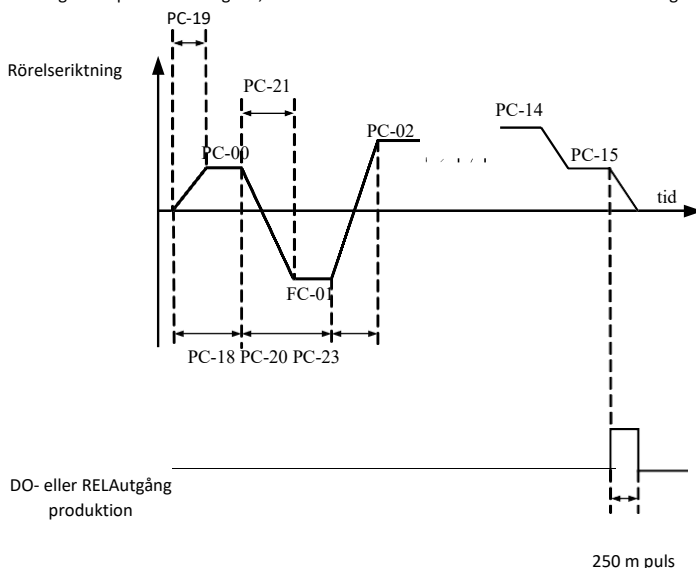 PC-19
Rörelseriktning
PC-21
PC-14
PC-02
PC-00
PC-15
tid
FC-01
PC-18 PC-20 PC-23
DO- eller RELAutgång
produktion
250 m puls